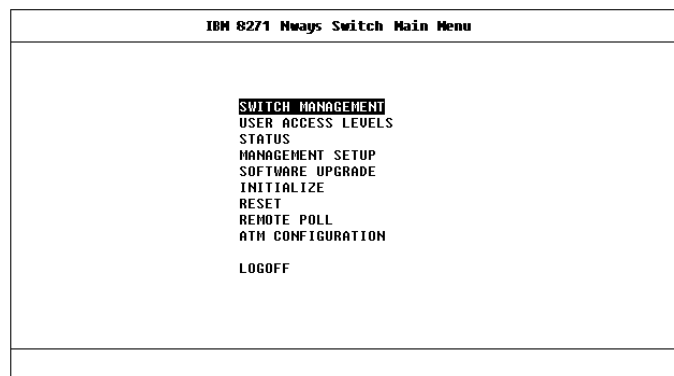 IBM 8271 Nways Switch Main Menu
SWITCH MANAGEMENT
USER ACCESS LEVELS
STATUS
MANAGEMENT SETUP
SOFTWARE UPGRADE
INITIALIZE
RESET
REMOTE POLL
ATM CONFIGURATION
LOGOFF